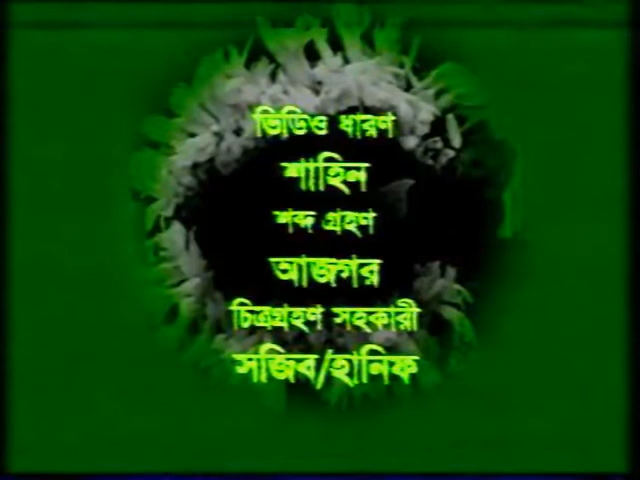 ভিডিও ধারণ
শাহিন
শব্দ গ্রহণ
আজগর
চিত্রগ্রহণ সহকারী
সজিব/হানিফ